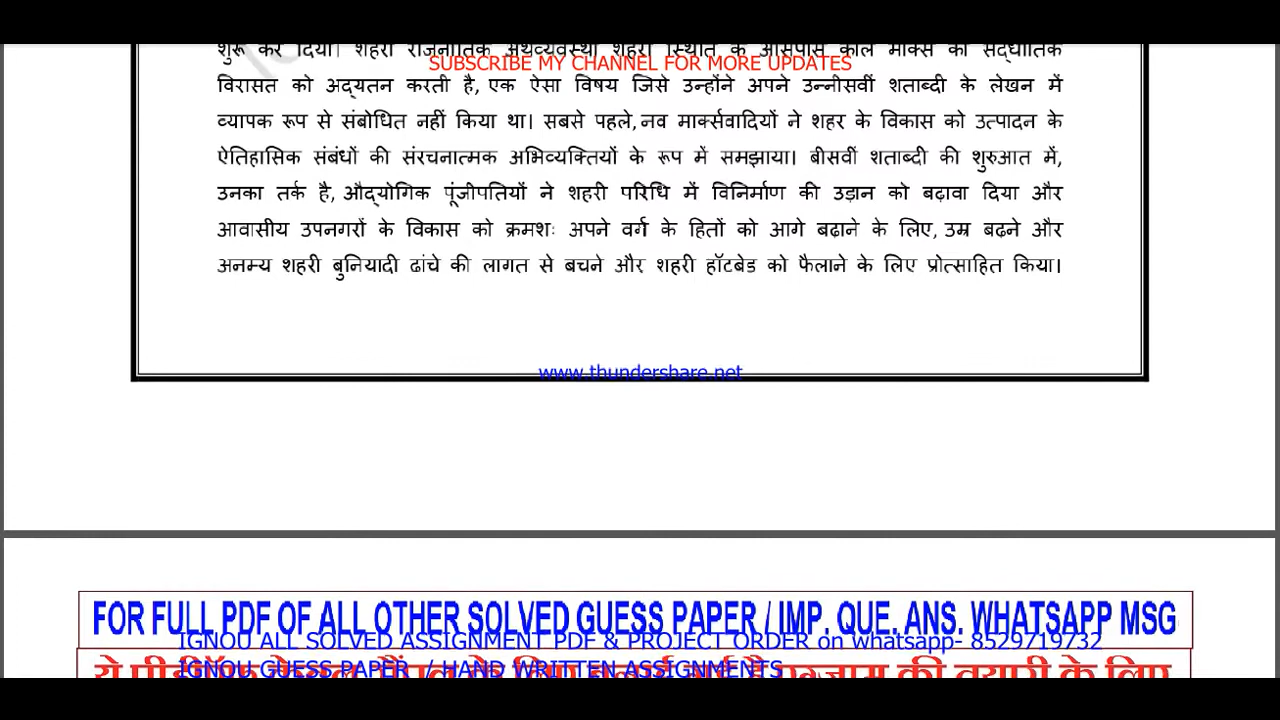 शुरू कर दिया। शहरी राजनीतिक अर्थव्यवस्था शहरी स्थिति के आसपास कार्ल मार्क्स की सैद्धांतिक
SUBSCRIBE MY CHANNEL FOR MORE UPDATES
विरासत को अद्यतन करती है, एक ऐसा विषय जिसे उन्होंने अपने उन्नीसवीं शताब्दी के लेखन में
व्यापक रूप से संबोधित नहीं किया था। सबसे पहले, नव मार्क्सवादियों ने शहर के विकास को उत्पादन के
ऐतिहासिक संबंधों की संरचनात्मक अभिव्यक्तियों के रूप में समझाया। बीसवीं शताब्दी की शुरुआत में,
उनका तर्क है, औद्योगिक पूंजीपतियों ने शहरी परिधि में विनिर्माण की उड़ान को बढ़ावा दिया और
आवासीय उपनगरों के विकास को क्रमशः अपने वर्ग के हितों को आगे बढ़ाने के लिए, उम्र बढ़ने और
अनम्य शहरी बुनियादी ढांचे की लागत से बचने और शहरी हॉटबेड को फैलाने के लिए प्रोत्साहित किया।
www.thundershare.net
FOR FULL PDF OF ALL OTHER SOLVED GUESS PAPER / IMP. QUE. ANS. WHATSAPP MSG
IGNOU ALL SOLVED ASSIGNMENT PDF & PROJECT ORDER on whatsapp- 8529719732
IGNOU GUESS PAPER / HAND WRITTEN ASSIGNMENTS
ये पी के लिए की तयारी के लिए